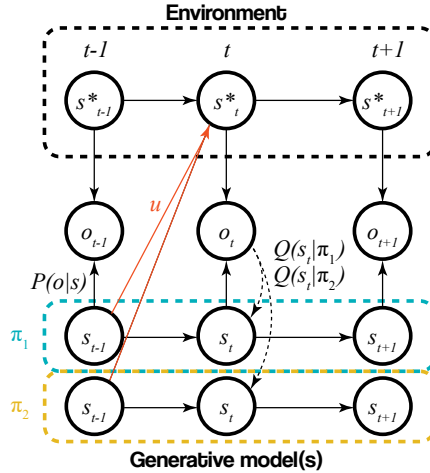 Environment
t-1 t t+1
s*t-1 s*t s*t+1
u
ot-1 ot ot+1
Q(st|π1)
P(o|s) Q(st|π2)
π1 st-1 st st+1
π2 st-1 st st+1
Generative model(s)